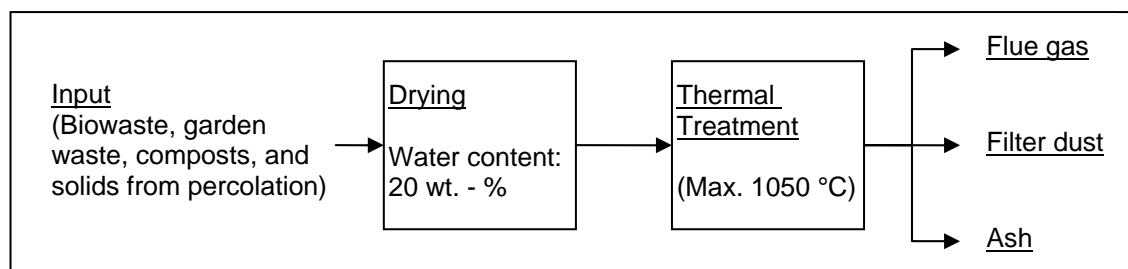 Input
(Biowaste, garden
waste, composts, and
solids from percolation)
Drying
Water content:
20 wt. - %
Thermal
Treatment
(Max. 1050 °C)
Flue gas
Filter dust
Ash